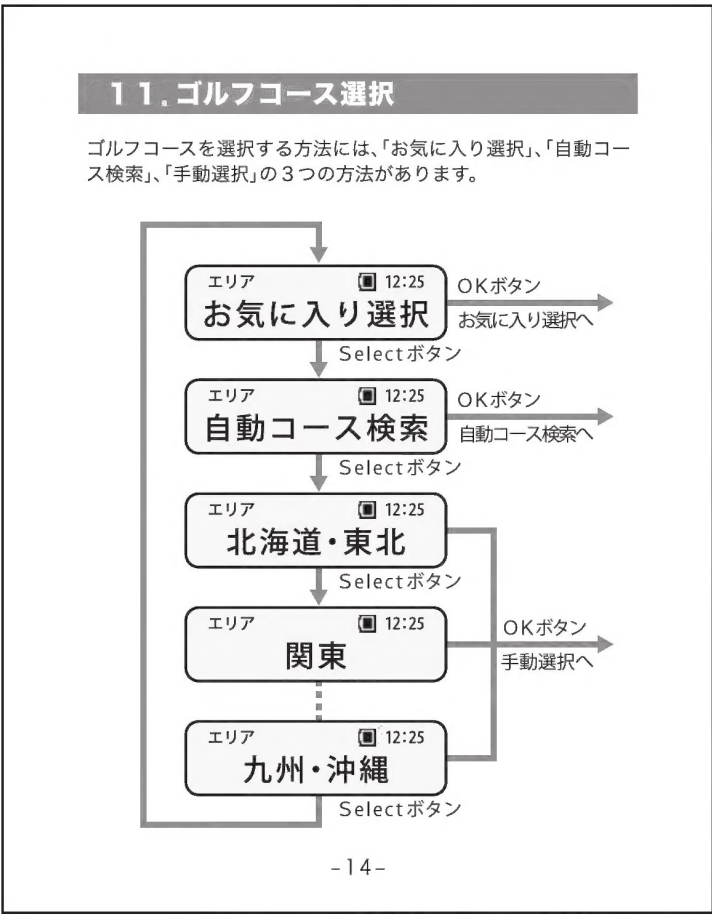 11.ゴルフコース選択
ゴルフコースを選択する方法には、「お気に入り選択」、「自動コー
ス検索」、「手動選択」の3つの方法があります。
エリア 12:25
お気に入り選択
OKボタン
お気に入り選択へ
Selectボタン
エリア 12:25
自動コース検索
OKボタン
自動コース検索へ
Selectボタン
エリア 12:25
北海道・東北
Selectボタン
エリア 12:25
関東
OKボタン
手動選択へ
エリア 12:25
九州・沖縄
Selectボタン
-14-